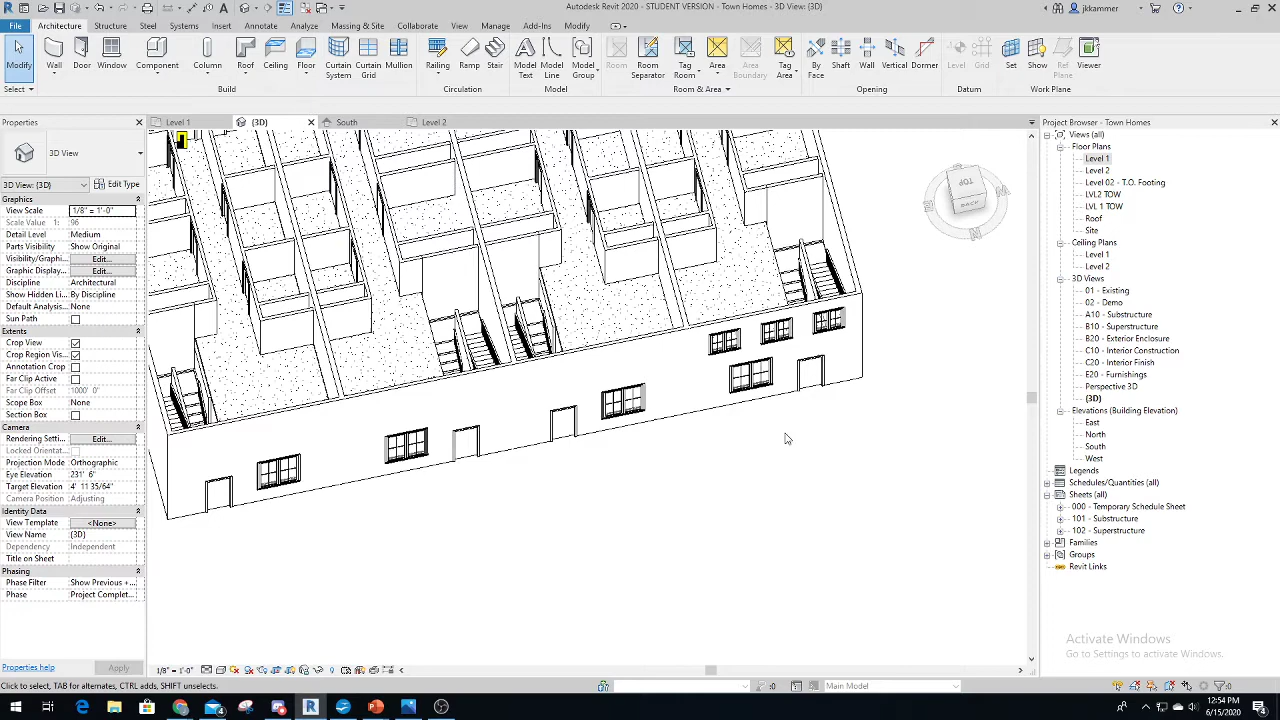 Autodesk Revit 2020 - STUDENT VERSION - Town Homes - 3D View: {3D}
jkkammer
File
Architecture
Structure
Steel
Systems
Insert
Annotate
Analyze
Massing & Site
Collaborate
View
Manage
Add-Ins
Modify
Modify
Wall
Door
Window
Component
Column
Roof
Ceiling
Floor
Curtain System
Curtain Grid
Mullion
Railing
Ramp
Stair
Model Text
Model Line
Model Group
Room
Room Separator
Tag Room
Area
Area Boundary
Tag Area
By Face
Shaft
Wall
Vertical
Dormer
Level
Grid
Set
Show
Ref Plane
Viewer
Select
Build
Circulation
Model
Room & Area
Opening
Datum
Work Plane
Properties
Level 1
{3D}
South
Level 2
3D View
3D View: {3D}
Edit Type
Graphics
View Scale 1/8" = 1'-0"
Scale Value 1: 96
Detail Level Medium
Parts Visibility Show Original
Visibility/Graphi... Edit...
Graphic Display... Edit...
Discipline Architectural
Show Hidden Li... By Discipline
Default Analysis... None
Sun Path
Extents
Crop View
Crop Region Vis...
Annotation Crop
Far Clip Active
Far Clip Offset 1000' 0"
Scope Box None
Section Box
Camera
Rendering Setti... Edit...
Locked Orientat...
Projection Mode Orthographic
Eye Elevation 231' 6"
Target Elevation 4' 11 35/64"
Camera Position Adjusting
Identity Data
View Template <None>
View Name {3D}
Dependency Independent
Title on Sheet
Phasing
Phase Filter Show Previous +...
Phase Project Complet...
Properties help
Apply
TOP
BACK
N
Project Browser - Town Homes
Views (all)
Floor Plans
Level 1
Level 2
Level 02 - T.O. Footing
LVL2 TOW
LVL 1 TOW
Roof
Site
Ceiling Plans
Level 1
Level 2
3D Views
01 - Existing
02 - Demo
A10 - Substructure
B10 - Superstructure
B20 - Exterior Enclosure
C10 - Interior Construction
C10 - Interior Finish
E20 - Furnishings
Perspective 3D
{3D}
Elevations (Building Elevation)
East
North
South
West
Legends
Schedules/Quantities (all)
Sheets (all)
000 - Temporary Schedule Sheet
101 - Substructure
102 - Superstructure
Families
Groups
Revit Links
Activate Windows
Go to Settings to activate Windows.
1/8" = 1'-0"
Click to select, TAB for alternates, CTRL adds, SHIFT unselects.
:0
Main Model
:0
12:54 PM
6/15/2020